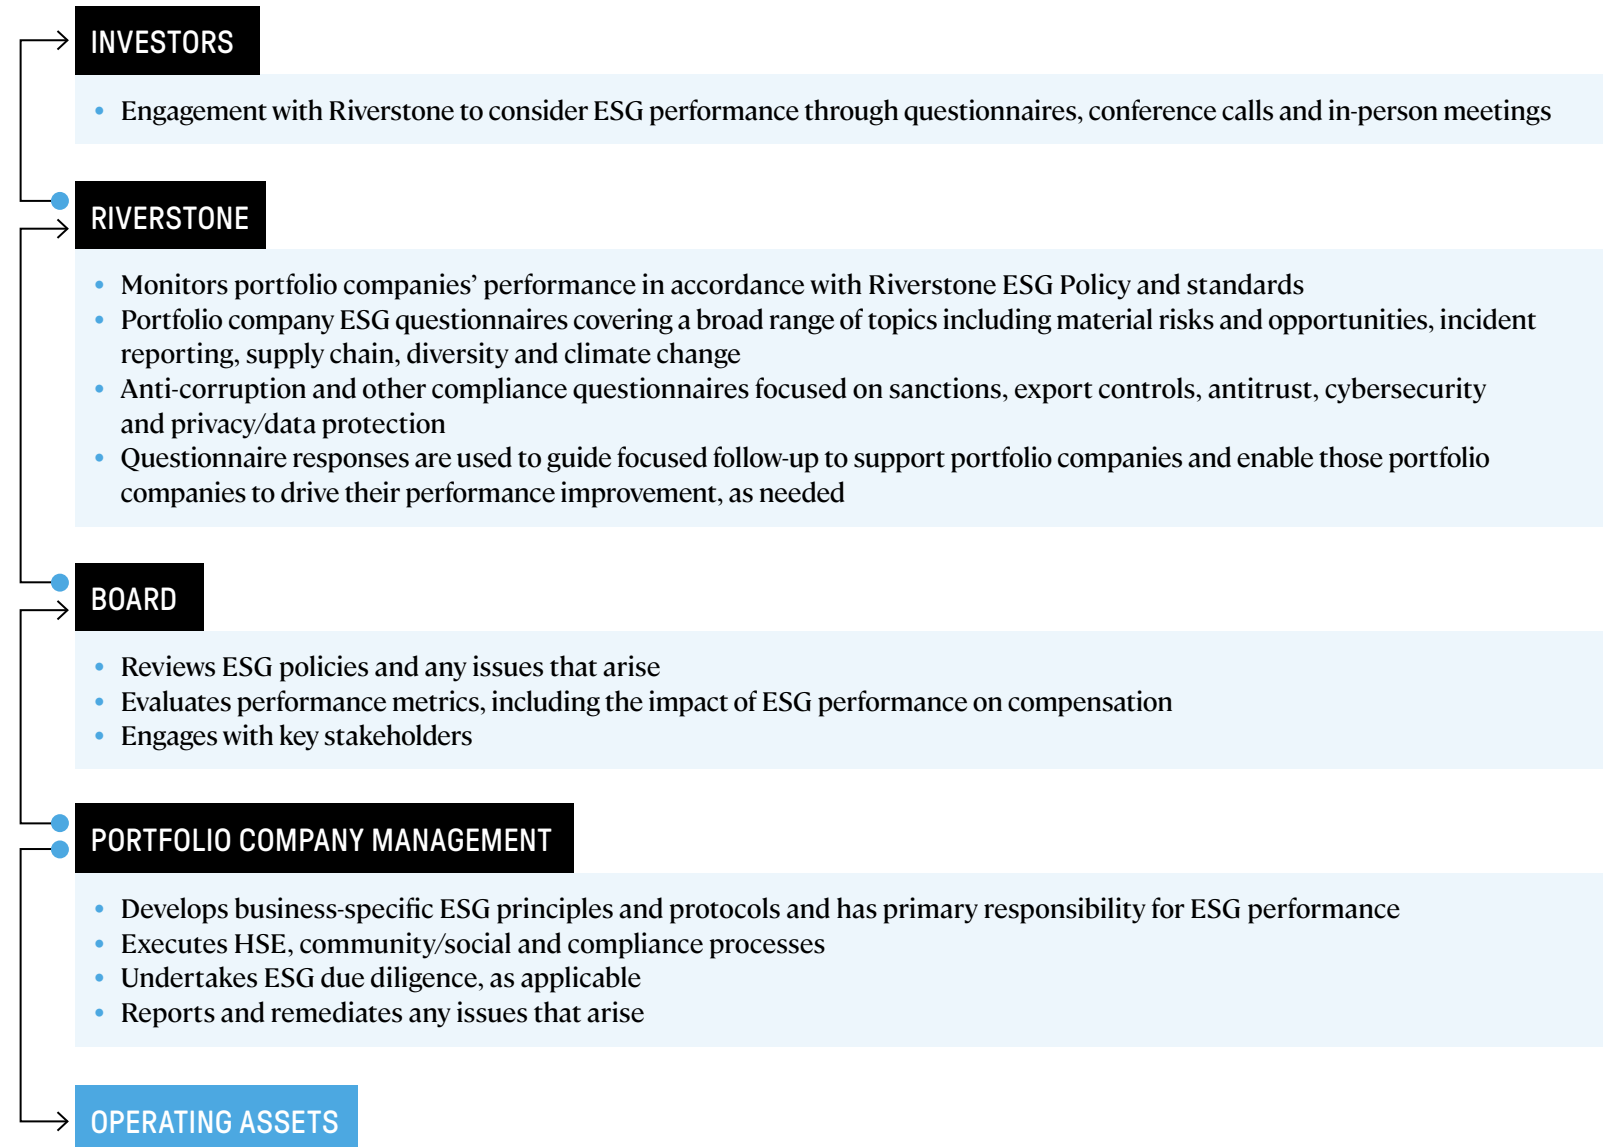 INVESTORS
• Engagement with Riverstone to consider ESG performance through questionnaires, conference calls and in-person meetings
RIVERSTONE
• Monitors portfolio companies’ performance in accordance with Riverstone ESG Policy and standards
• Portfolio company ESG questionnaires covering a broad range of topics including material risks and opportunities, incident
reporting, supply chain, diversity and climate change
• Anti-corruption and other compliance questionnaires focused on sanctions, export controls, antitrust, cybersecurity
and privacy/data protection
• Questionnaire responses are used to guide focused follow-up to support portfolio companies and enable those portfolio
companies to drive their performance improvement, as needed
BOARD
• Reviews ESG policies and any issues that arise
• Evaluates performance metrics, including the impact of ESG performance on compensation
• Engages with key stakeholders
PORTFOLIO COMPANY MANAGEMENT
• Develops business-specific ESG principles and protocols and has primary responsibility for ESG performance
• Executes HSE, community/social and compliance processes
• Undertakes ESG due diligence, as applicable
• Reports and remediates any issues that arise
OPERATING ASSETS